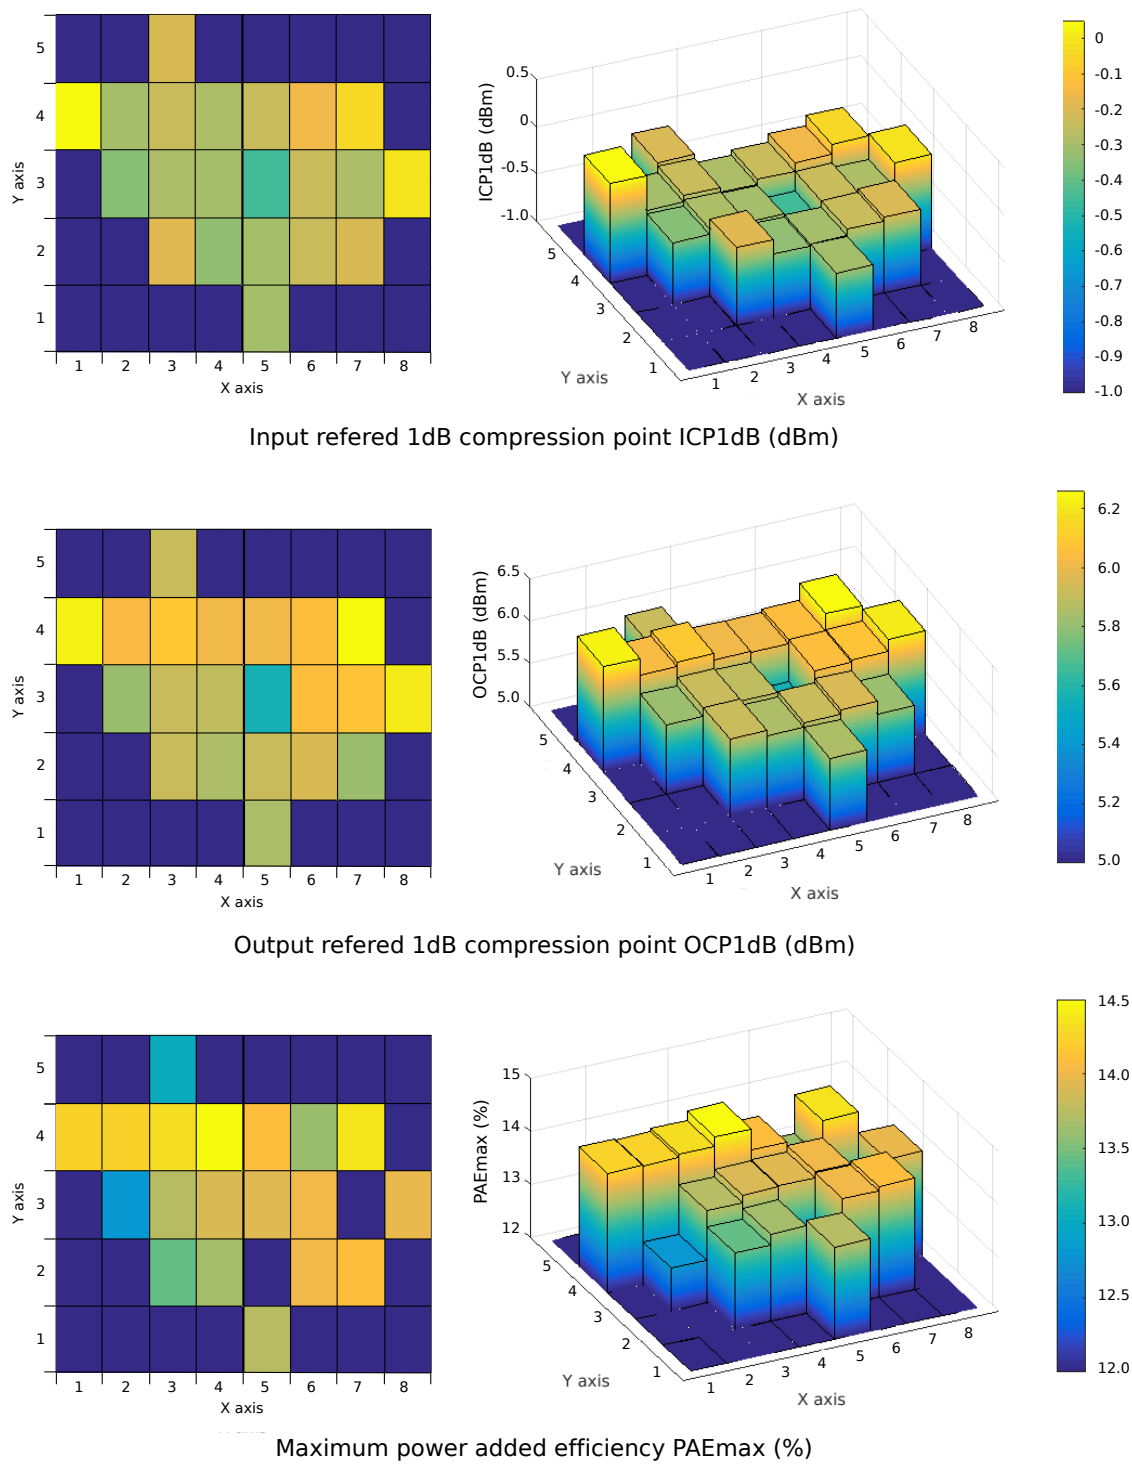 5
4
3
2
1
Y axis
1 2 3 4 5 6 7 8
X axis
0.5
0
-0.5
-1.0
ICP1dB (dBm)
5
4
3
2
1
Y axis
1 2 3 4 5 6 7 8
X axis
0
-0.1
-0.2
-0.3
-0.4
-0.5
-0.6
-0.7
-0.8
-0.9
-1.0
Input refered 1dB compression point ICP1dB (dBm)
5
4
3
2
1
Y axis
1 2 3 4 5 6 7 8
X axis
6.5
6.0
5.5
5.0
OCP1dB (dBm)
5
4
3
2
1
Y axis
1 2 3 4 5 6 7 8
X axis
6.2
6.0
5.8
5.6
5.4
5.2
5.0
Output refered 1dB compression point OCP1dB (dBm)
5
4
3
2
1
Y axis
1 2 3 4 5 6 7 8
X axis
15
14
13
12
PAEmax (%)
5
4
3
2
1
Y axis
1 2 3 4 5 6 7 8
X axis
14.5
14.0
13.5
13.0
12.5
12.0
Maximum power added efficiency PAEmax (%)